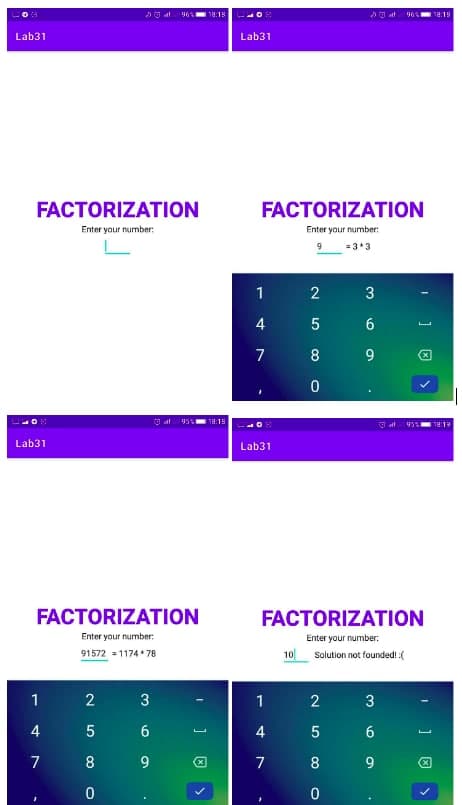 96% 18:18
Lab31
FACTORIZATION
Enter your number:
96% 18:18
Lab31
FACTORIZATION
Enter your number:
9 = 3 * 3
1 2 3 –
4 5 6
7 8 9
, 0 .
95% 18:18
Lab31
FACTORIZATION
Enter your number:
91572 = 1174 * 78
1 2 3 –
4 5 6
7 8 9
, 0 .
95% 18:19
Lab31
FACTORIZATION
Enter your number:
10 Solution not founded! :(
1 2 3 –
4 5 6
7 8 9
, 0 .